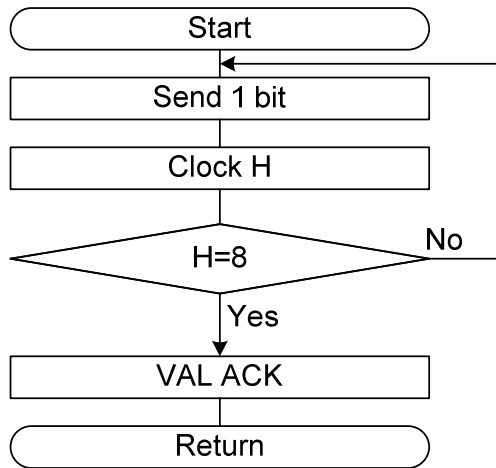 Start
Send 1 bit
Clock H
H=8
No
Yes
VAL ACK
Return